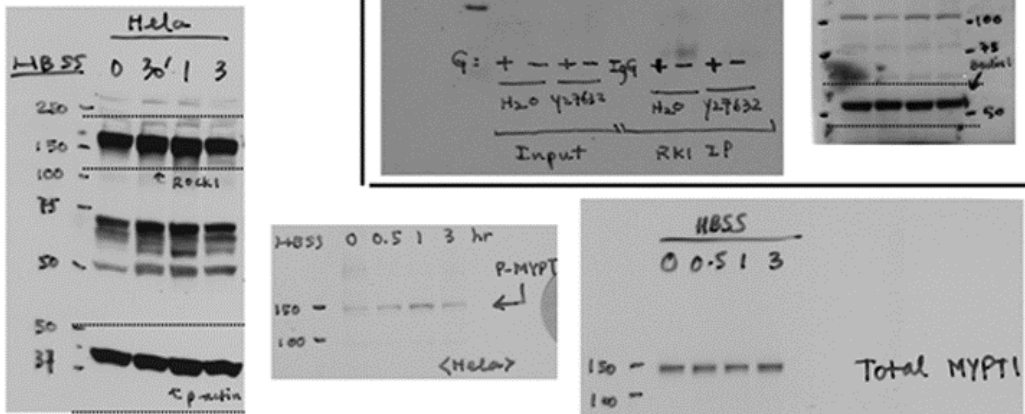 Hela
HBSS 0 30' 1 3
250
150
100
↑ Rock1
75
50
50
37
↑ β-actin
G: + - + - IgG + - + -
H2O Y27632 H2O Y27632
Input RK1 IP
100
75
50
HBSS 0 0.5 1 3 hr
P-MYPT
150
100
<Hela>
HBSS
0 0.5 1 3
150
100
Total MYPT1